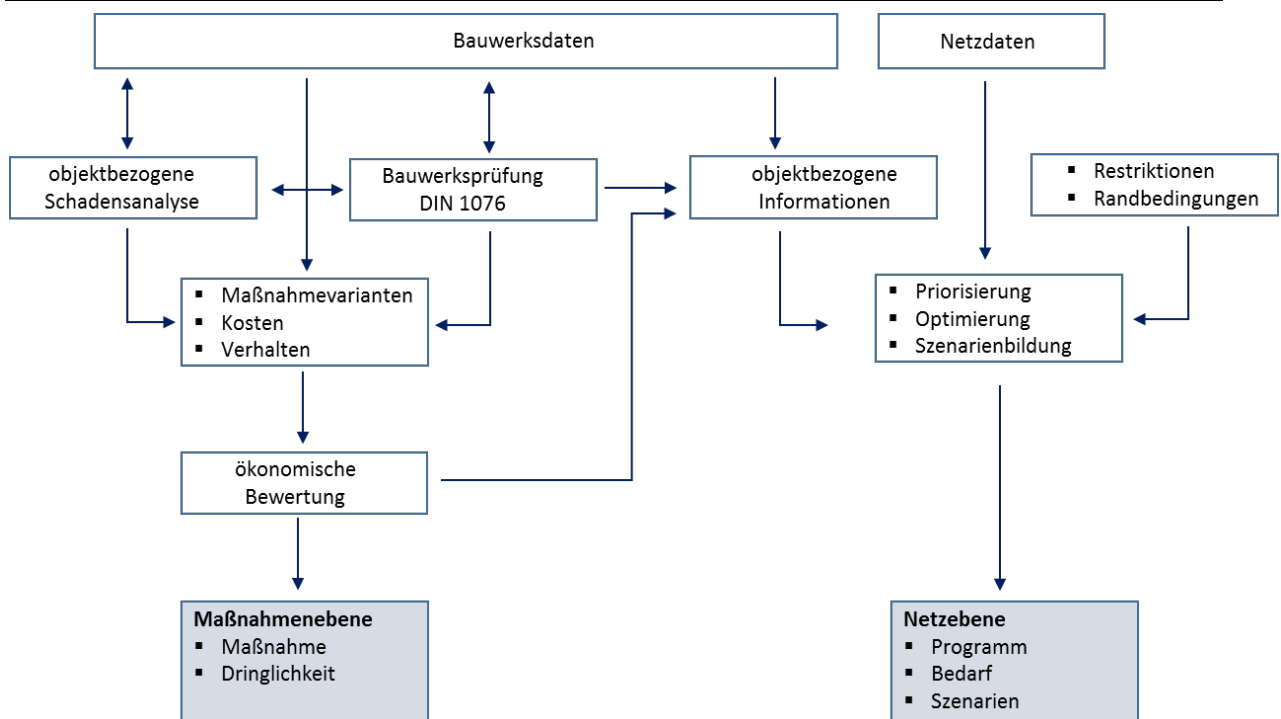 Bauwerksdaten
Netzdaten
objektbezogene
Schadensanalyse
Bauwerksprüfung
DIN 1076
objektbezogene
Informationen
▪ Restriktionen
▪ Randbedingungen
▪ Maßnahmevarianten
▪ Kosten
▪ Verhalten
▪ Priorisierung
▪ Optimierung
▪ Szenarienbildung
ökonomische
Bewertung
Maßnahmenebene
▪ Maßnahme
▪ Dringlichkeit
Netzebene
▪ Programm
▪ Bedarf
▪ Szenarien